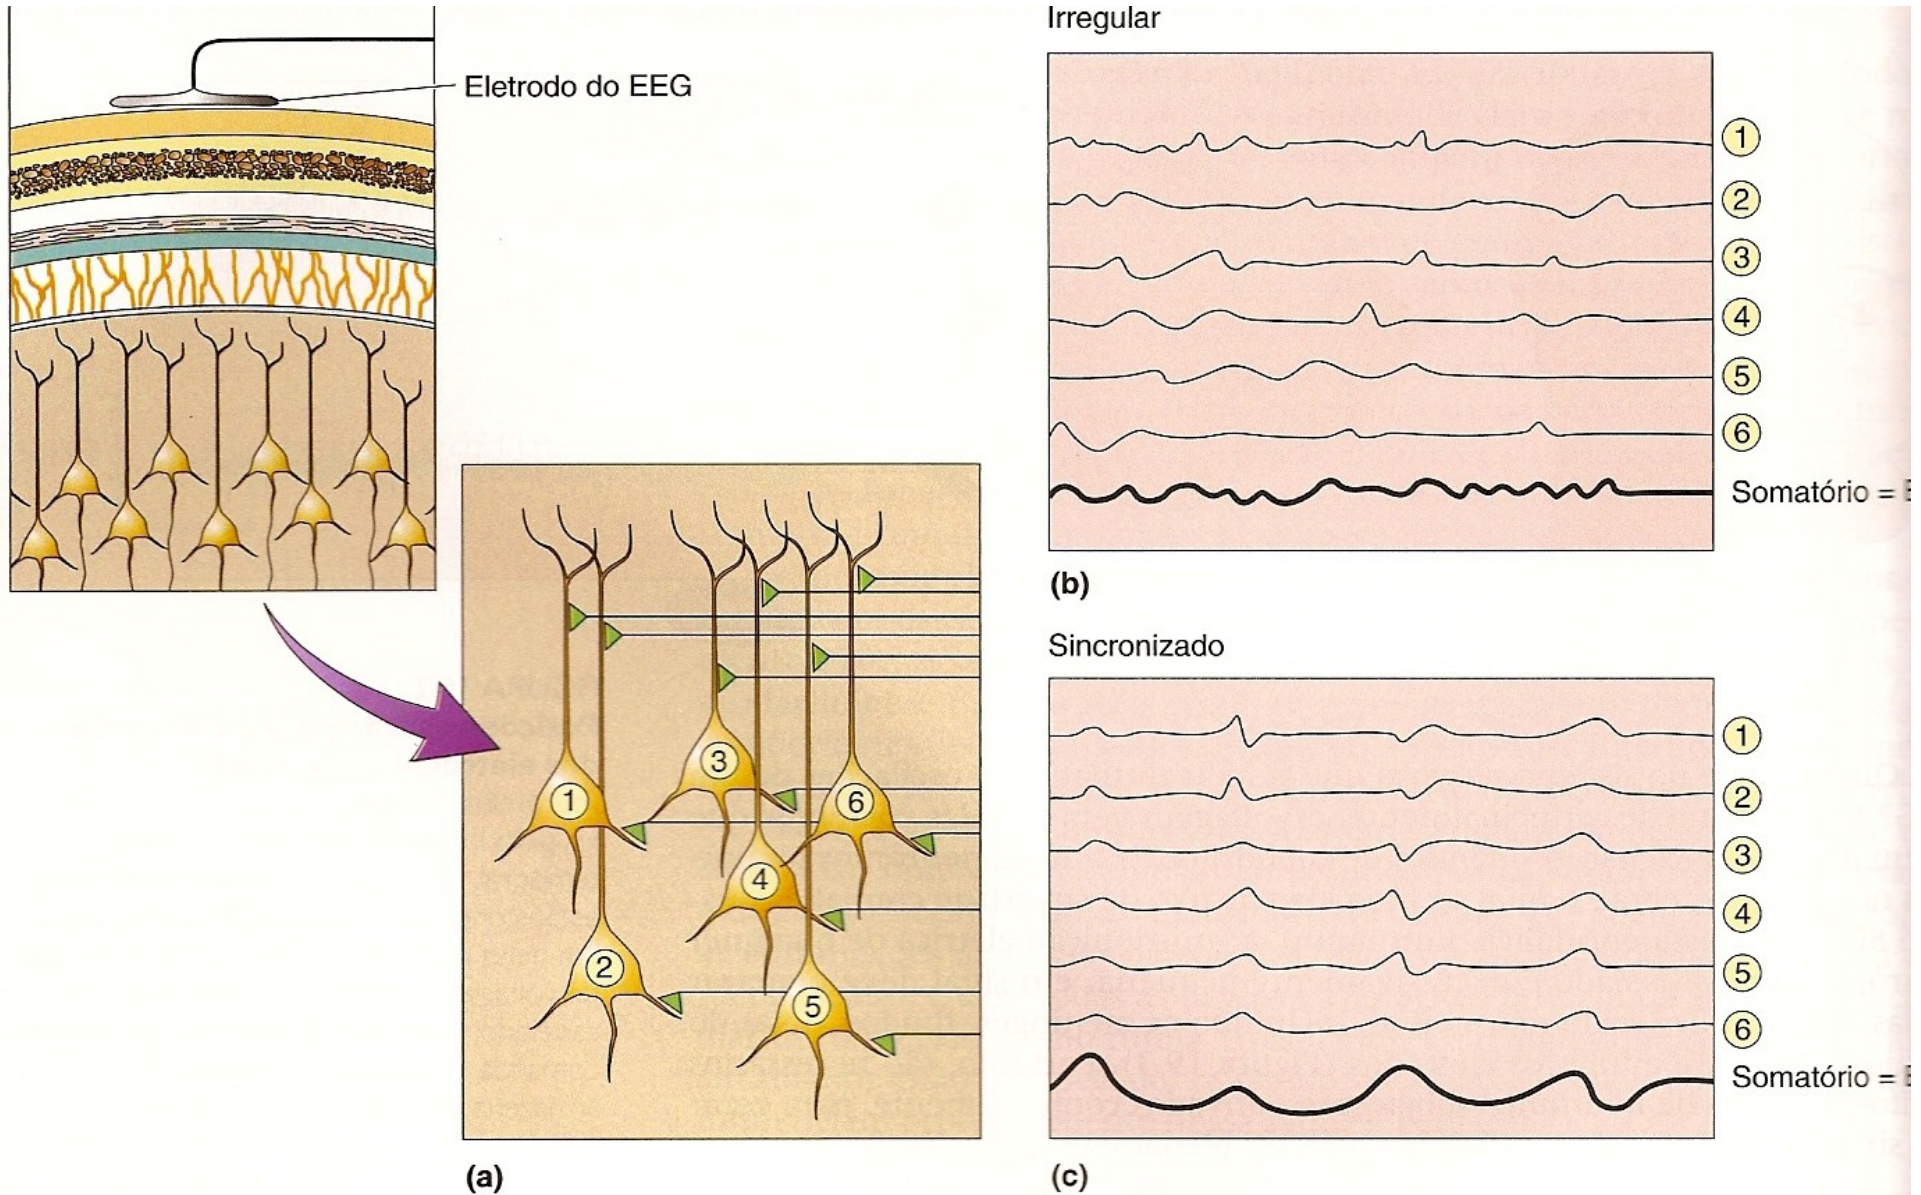 Eletrodo do EEG
1
2
3
4
5
6
(a)
Irregular
1
2
3
4
5
6
Somatório =
(b)
Sincronizado
1
2
3
4
5
6
Somatório =
(c)